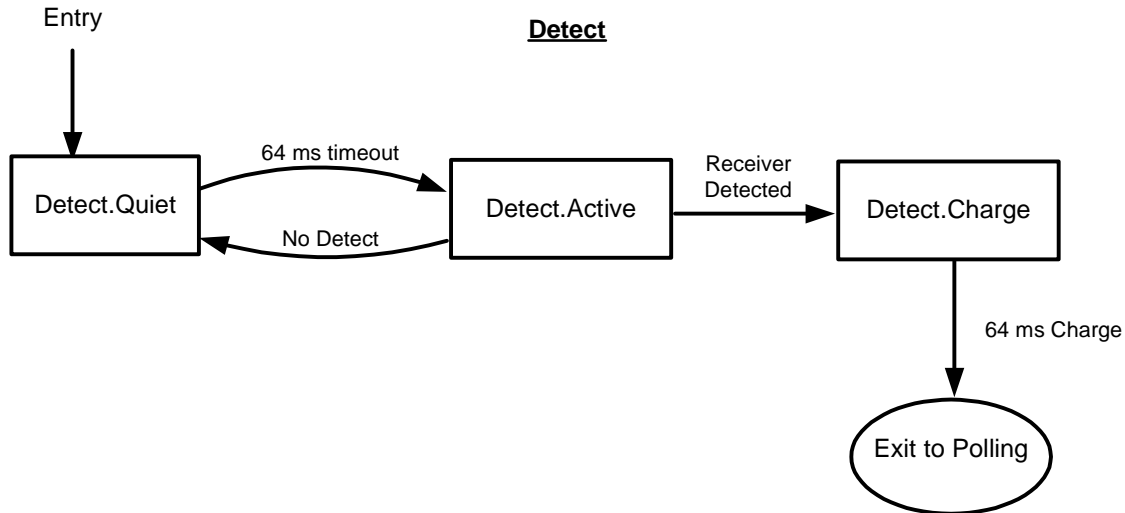 Entry
Detect
64 ms timeout
Detect.Quiet
No Detect
Detect.Active
Receiver
Detected
Detect.Charge
64 ms Charge
Exit to Polling